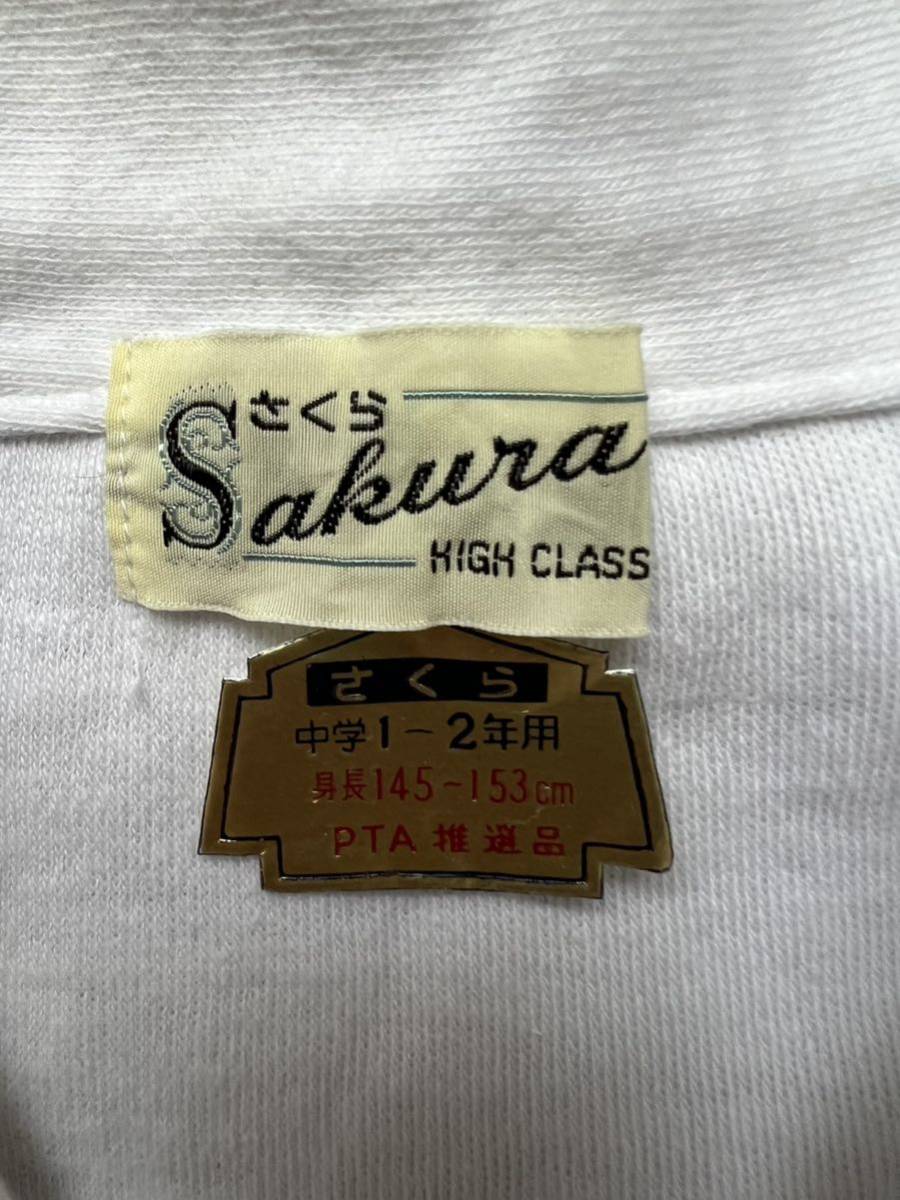 さくら
Sakura
HIGH CLASS
さくら
中学1～2年用
身長145～153cm
PTA推選品